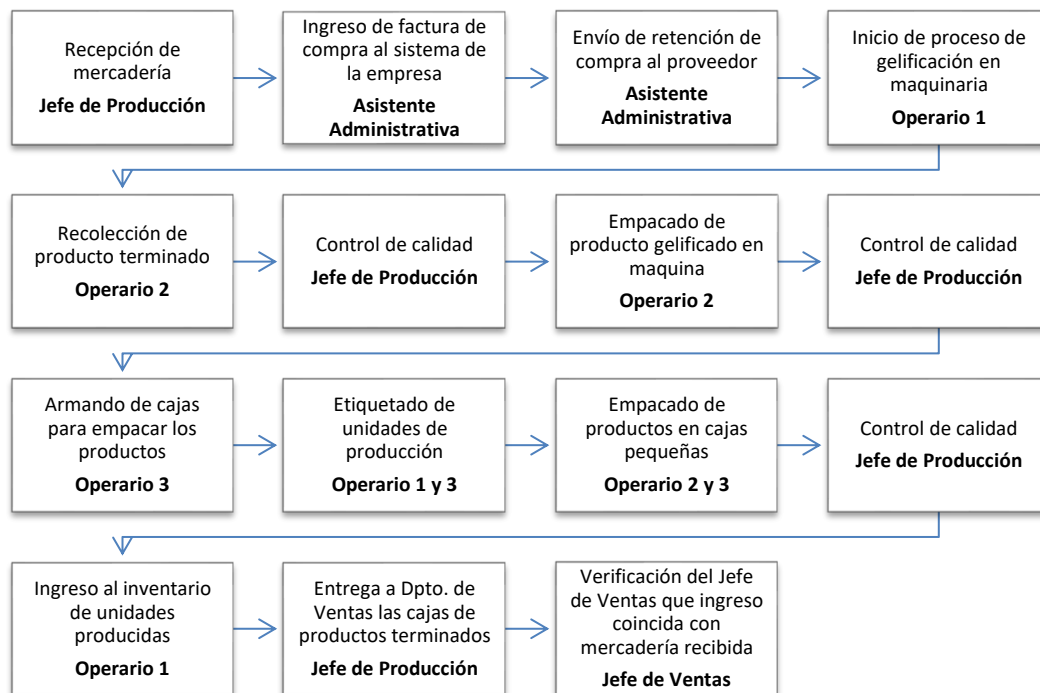 Recepción de
mercadería
Jefe de Producción
Ingreso de factura de
compra al sistema de
la empresa
Asistente
Administrativa
Envío de retención de
compra al proveedor
Asistente
Administrativa
Inicio de proceso de
gelificación en
maquinaria
Operario 1
Recolección de
producto terminado
Operario 2
Control de calidad
Jefe de Producción
Empacado de
producto gelificado en
maquina
Operario 2
Control de calidad
Jefe de Producción
Armando de cajas
para empacar los
productos
Operario 3
Etiquetado de
unidades de
producción
Operario 1 y 3
Empacado de
productos en cajas
pequeñas
Operario 2 y 3
Control de calidad
Jefe de Producción
Ingreso al inventario
de unidades
producidas
Operario 1
Entrega a Dpto. de
Ventas las cajas de
productos terminados
Jefe de Producción
Verificación del Jefe
de Ventas que ingreso
coincida con
mercadería recibida
Jefe de Ventas